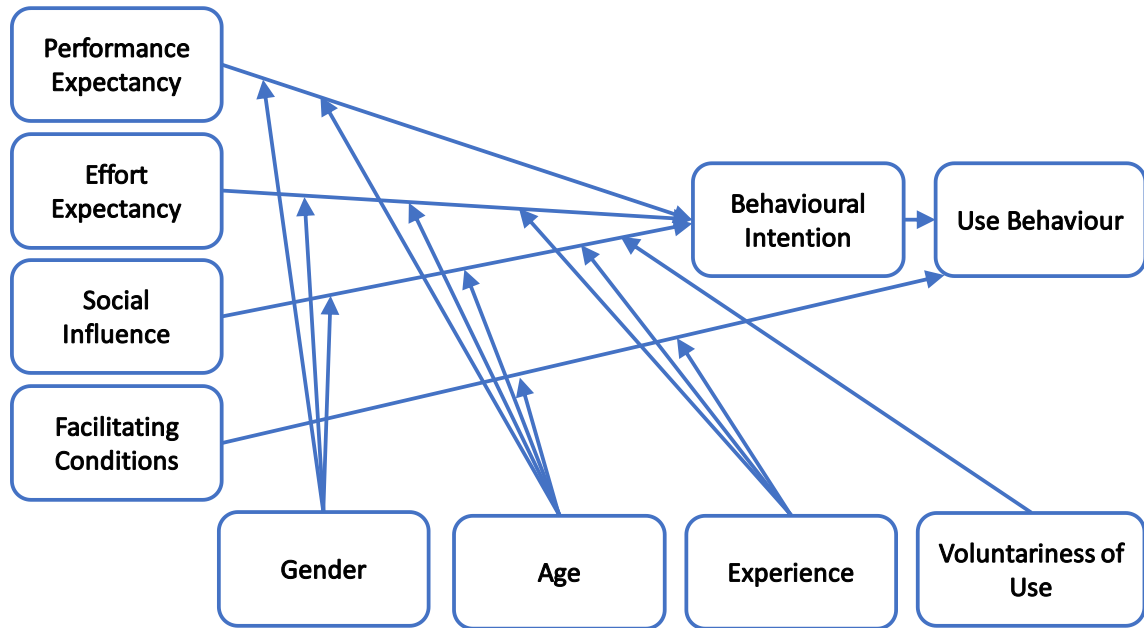 Performance
Expectancy
Effort
Expectancy
Social
Influence
Facilitating
Conditions
Behavioural
Intention
Use Behaviour
Gender
Age
Experience
Voluntariness of
Use